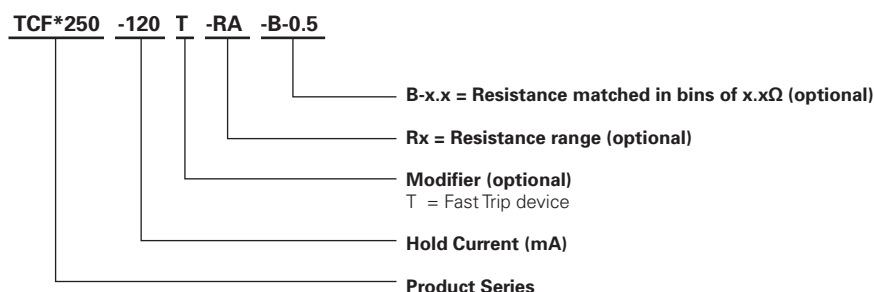 TCF*250 -120 T -RA -B-0.5
B-x.x = Resistance matched in bins of x.xΩ (optional)
Rx = Resistance range (optional)
Modifier (optional)
T = Fast Trip device
Hold Current (mA)
Product Series